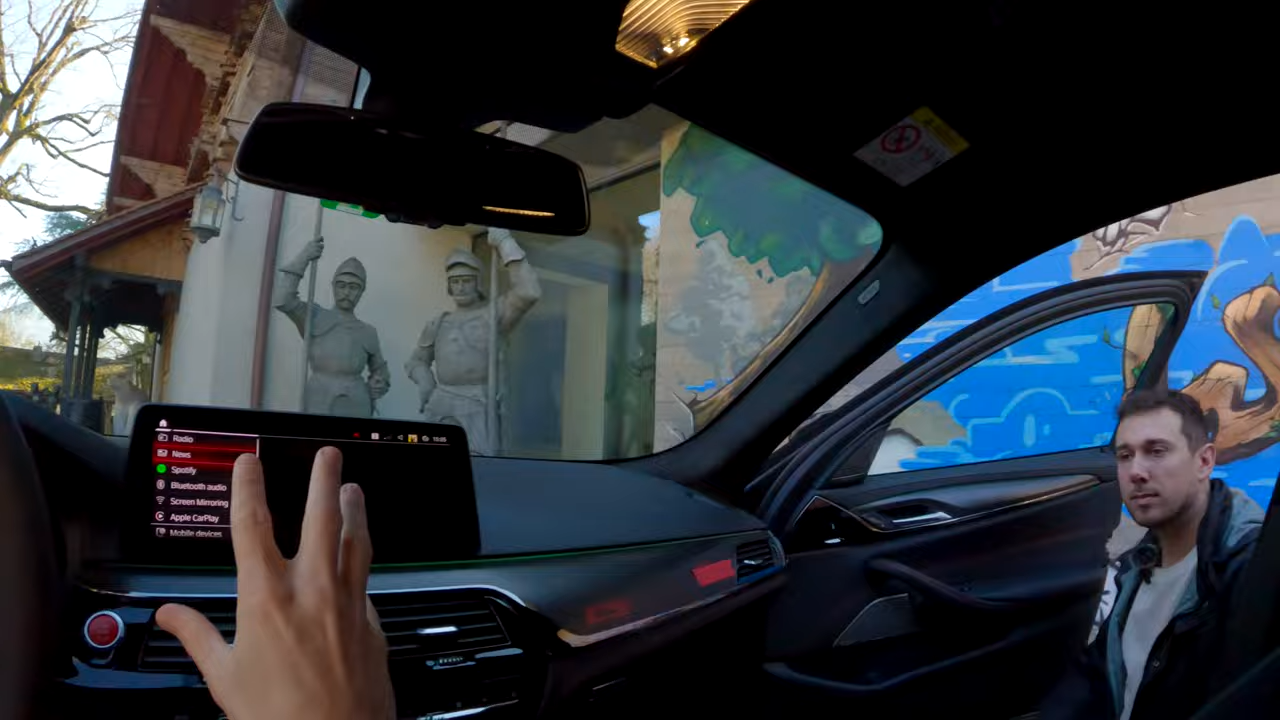 Radio
News
Spotify
Bluetooth audio
Screen Mirroring
Apple CarPlay
Mobile devices